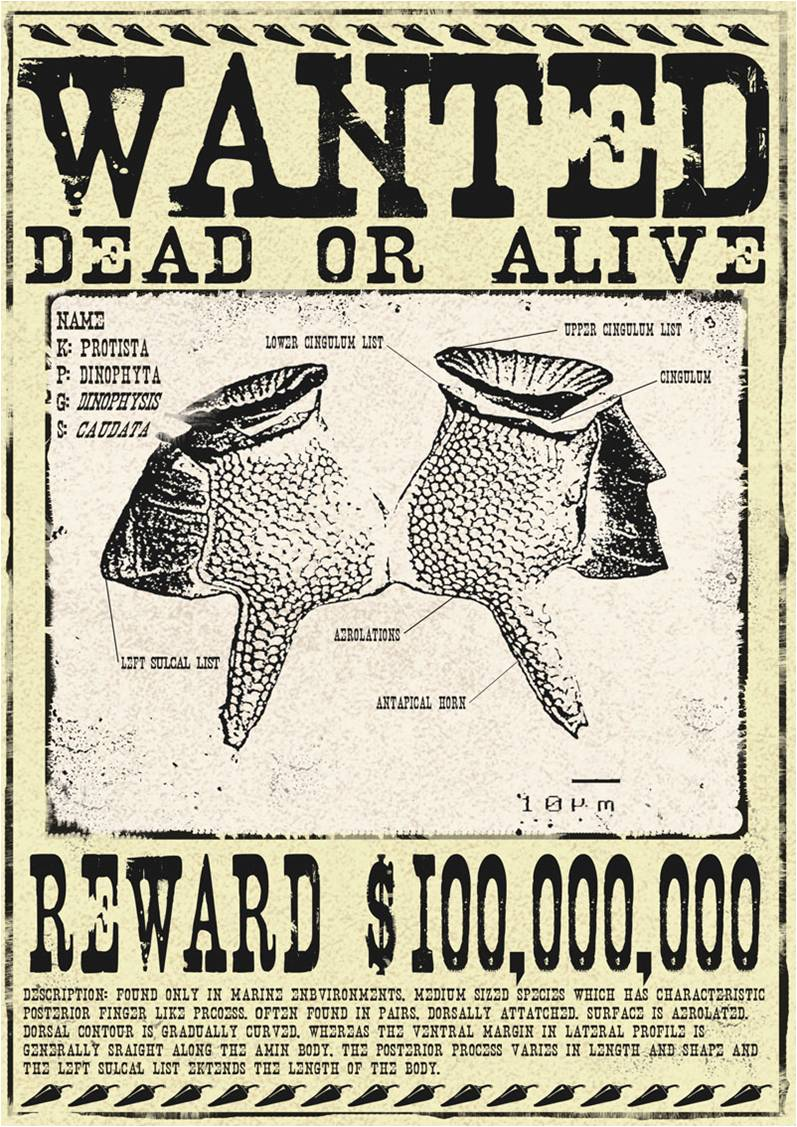 WANTED
DEAD OR ALIVE
NAME
K: PROTISTA
P: DINOPHYTA
G: DINOPHYSIS
S: CAUDATA
LOWER CINGULUM LIST
UPPER CINGULUM LIST
CINGULUM
LEFT SULCAL LIST
AEROLATIONS
ANTAPICAL HORN
10µm
REWARD $100,000,000
DESCRIPTION: FOUND ONLY IN MARINE ENBVIRONMENTS. MEDIUM SIZED SPECIES WHICH HAS CHARACTERISTIC
POSTERIOR FINGER LIKE PRCOESS. OFTEN FOUND IN PAIRS, DORSALLY ATTATCHED. SURFACE IS AEROLATED.
DORSAL CONTOUR IS GRADUALLY CURVED, WHEREAS THE VENTRAL MARGIN IN LATERAL PROFILE IS
GENERALLY SRAIGHT ALONG THE AMIN BODY. THE POSTERIOR PROCESS VARIES IN LENGTH AND SHAPE AND
THE LEFT SULCAL LIST EXTENDS THE LENGTH OF THE BODY.